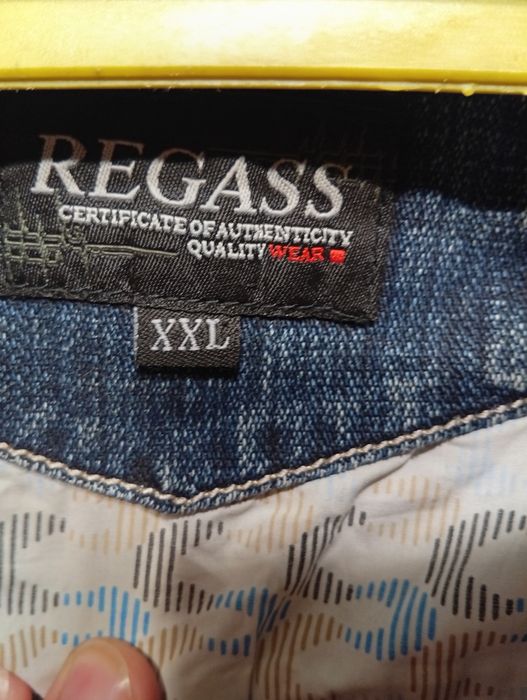 REGASS
CERTIFICATE OF AUTHENTICITY
QUALITY WEAR
XXL